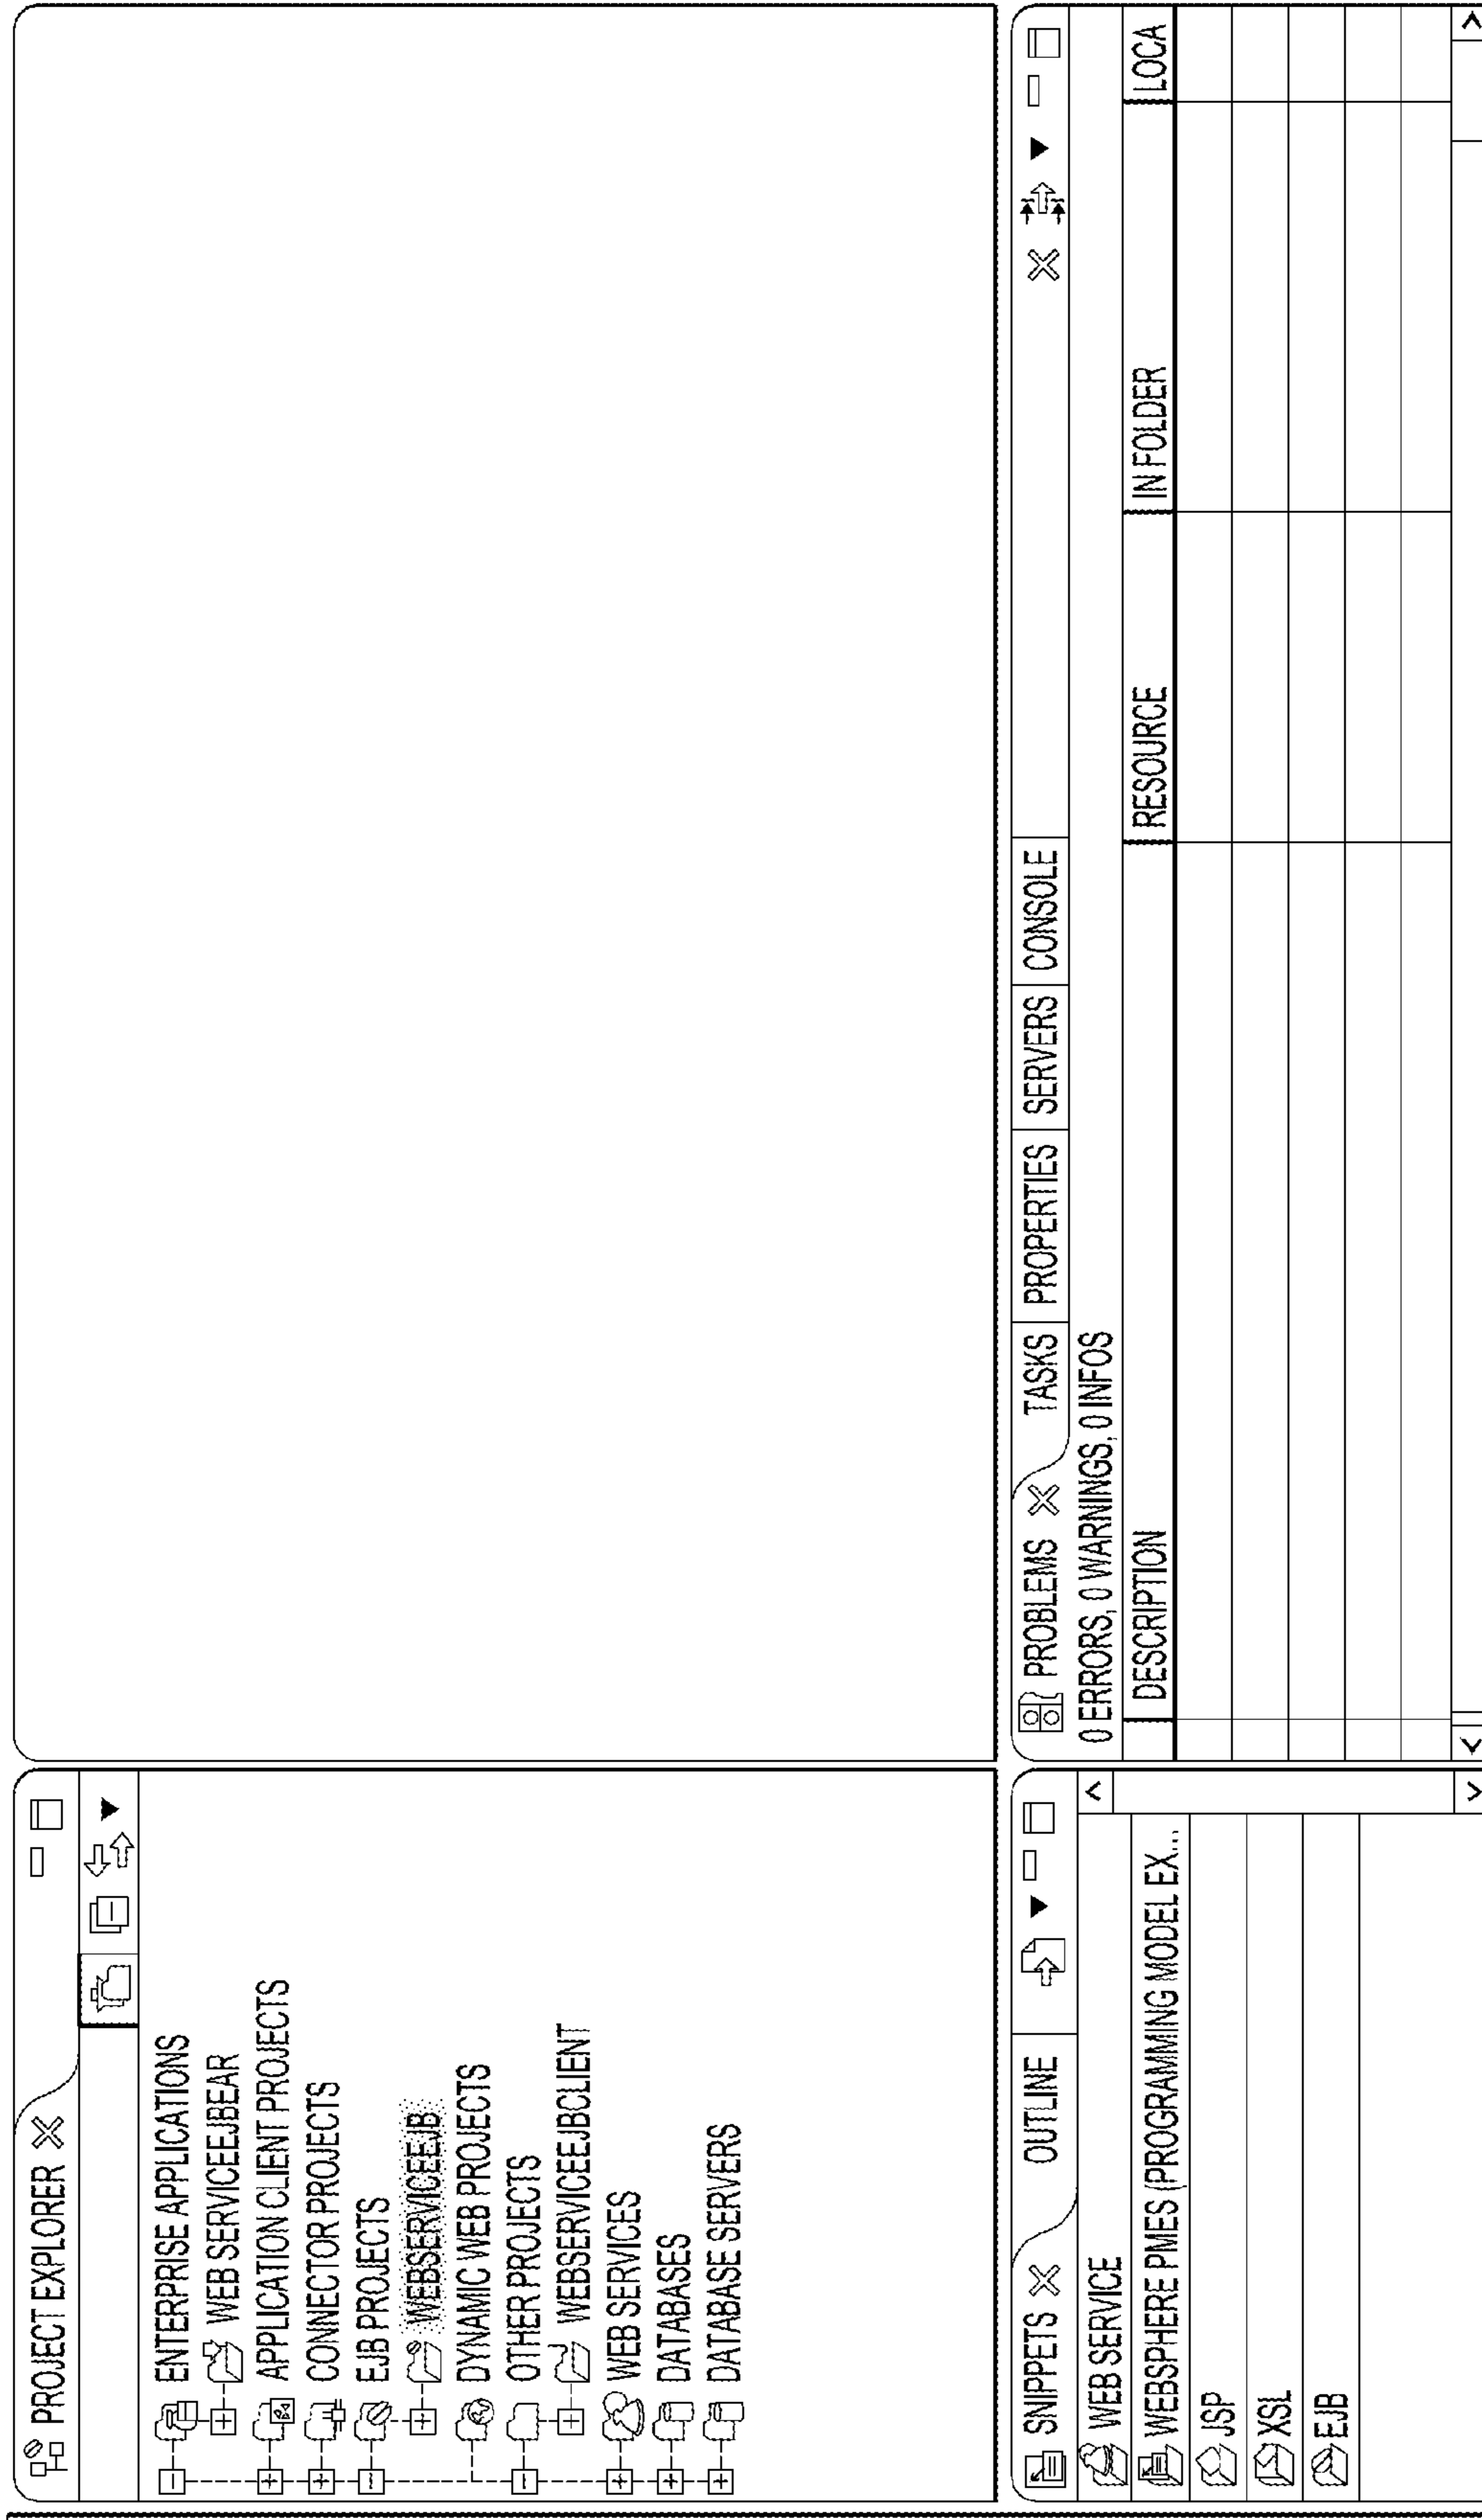 PROJECT EXPLORER
ENTERPRISE APPLICATIONS
WEB SERVICEEJBEAR
APPLICATION CLIENT PROJECTS
CONNECTOR PROJECTS
EJB PROJECTS
WEBSERVICEEJB
DYNAMIC WEB PROJECTS
OTHER PROJECTS
WEBSERVICEEJBCLIENT
WEB SERVICES
DATABASES
DATABASE SERVERS
SNIPPETS OUTLINE
WEB SERVICE
WEBSPHERE PMES (PROGRAMING MODEL EX...
JSP
XSL
EJB
PROBLEMS TASKS PROPERTIES SERVERS CONSOLE
0 ERRORS, 0 WARNINGS, 0 INFOS
DESCRIPTION RESOURCE IN FOLDER LOCA